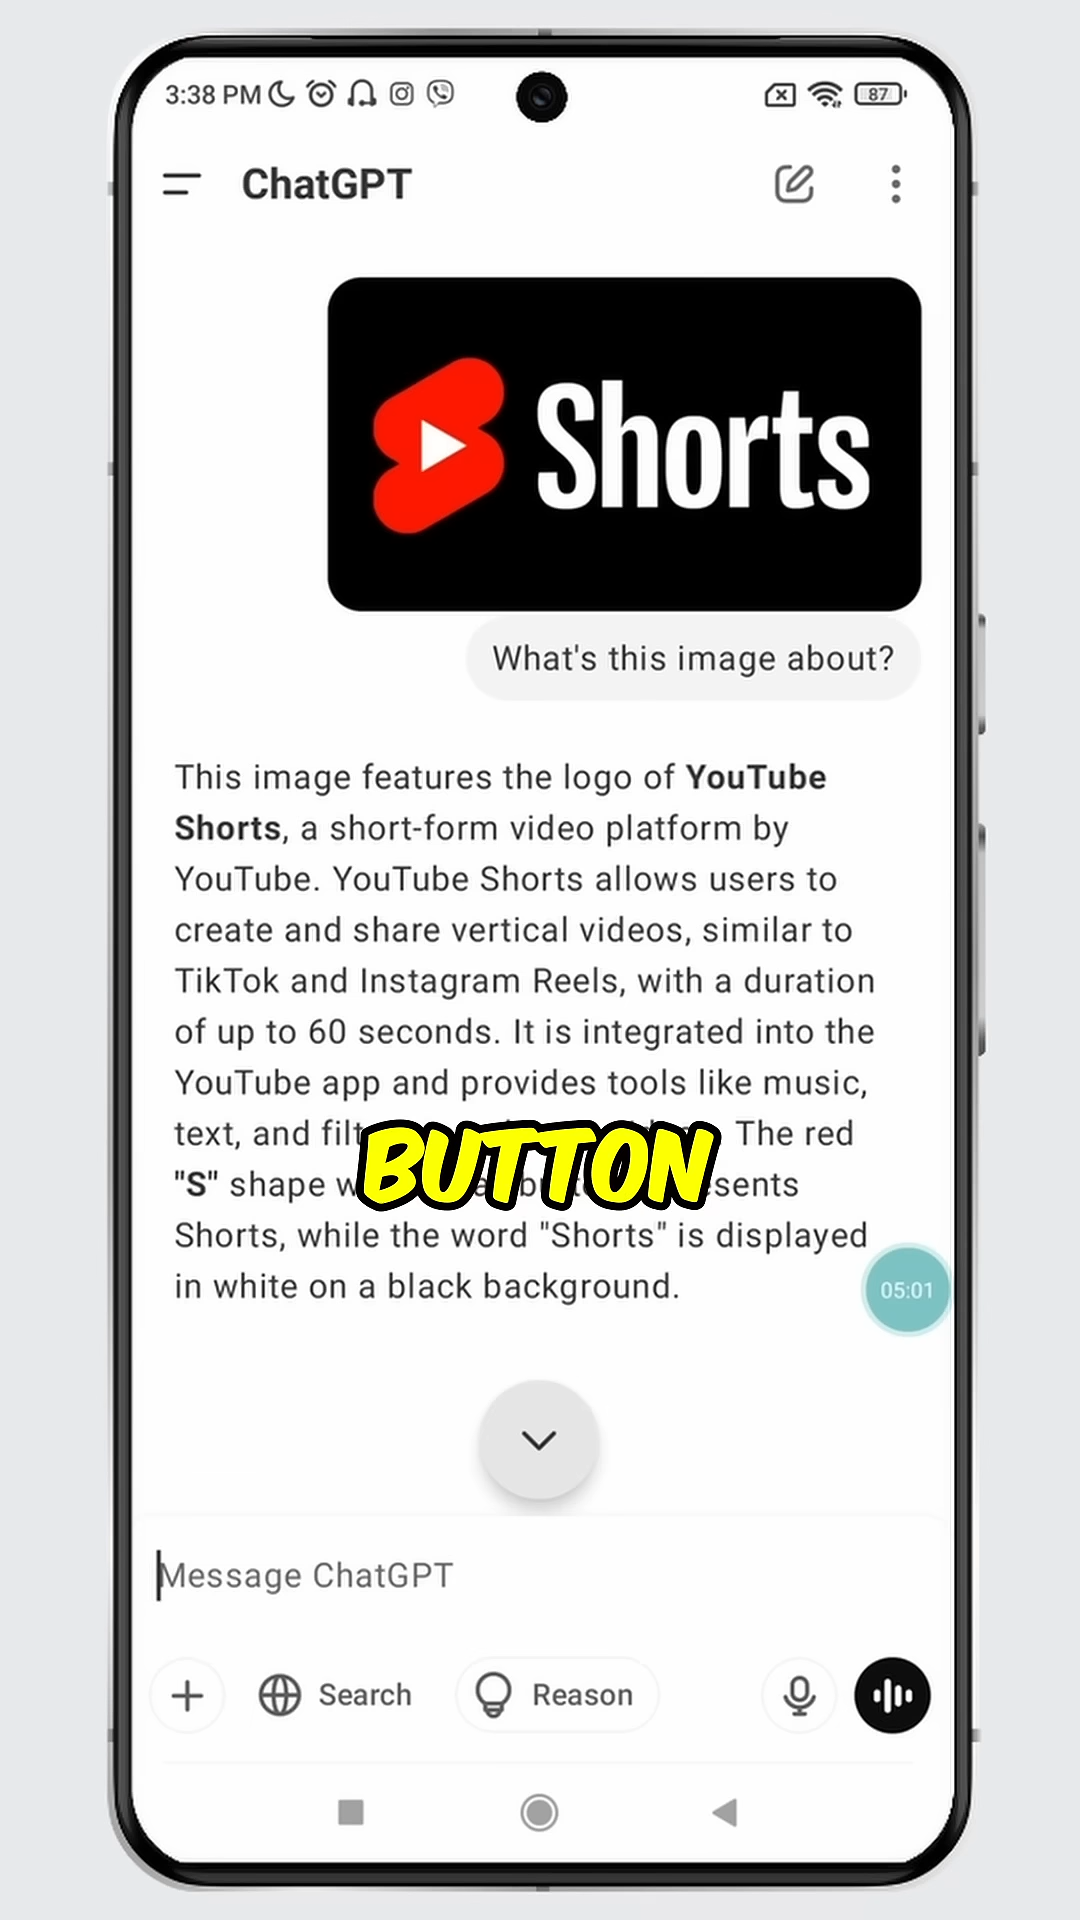 3:38 PM
87
ChatGPT
Shorts
What's this image about?
This image features the logo of YouTube
Shorts, a short-form video platform by
YouTube. YouTube Shorts allows users to
create and share vertical videos, similar to
TikTok and Instagram Reels, with a duration
of up to 60 seconds. It is integrated into the
YouTube app and provides tools like music,
text, and The red
"S" shape
BUTTON
Shorts, while the word "Shorts" is displayed
in white on a black background.
05:01
Message ChatGPT
Search
Reason